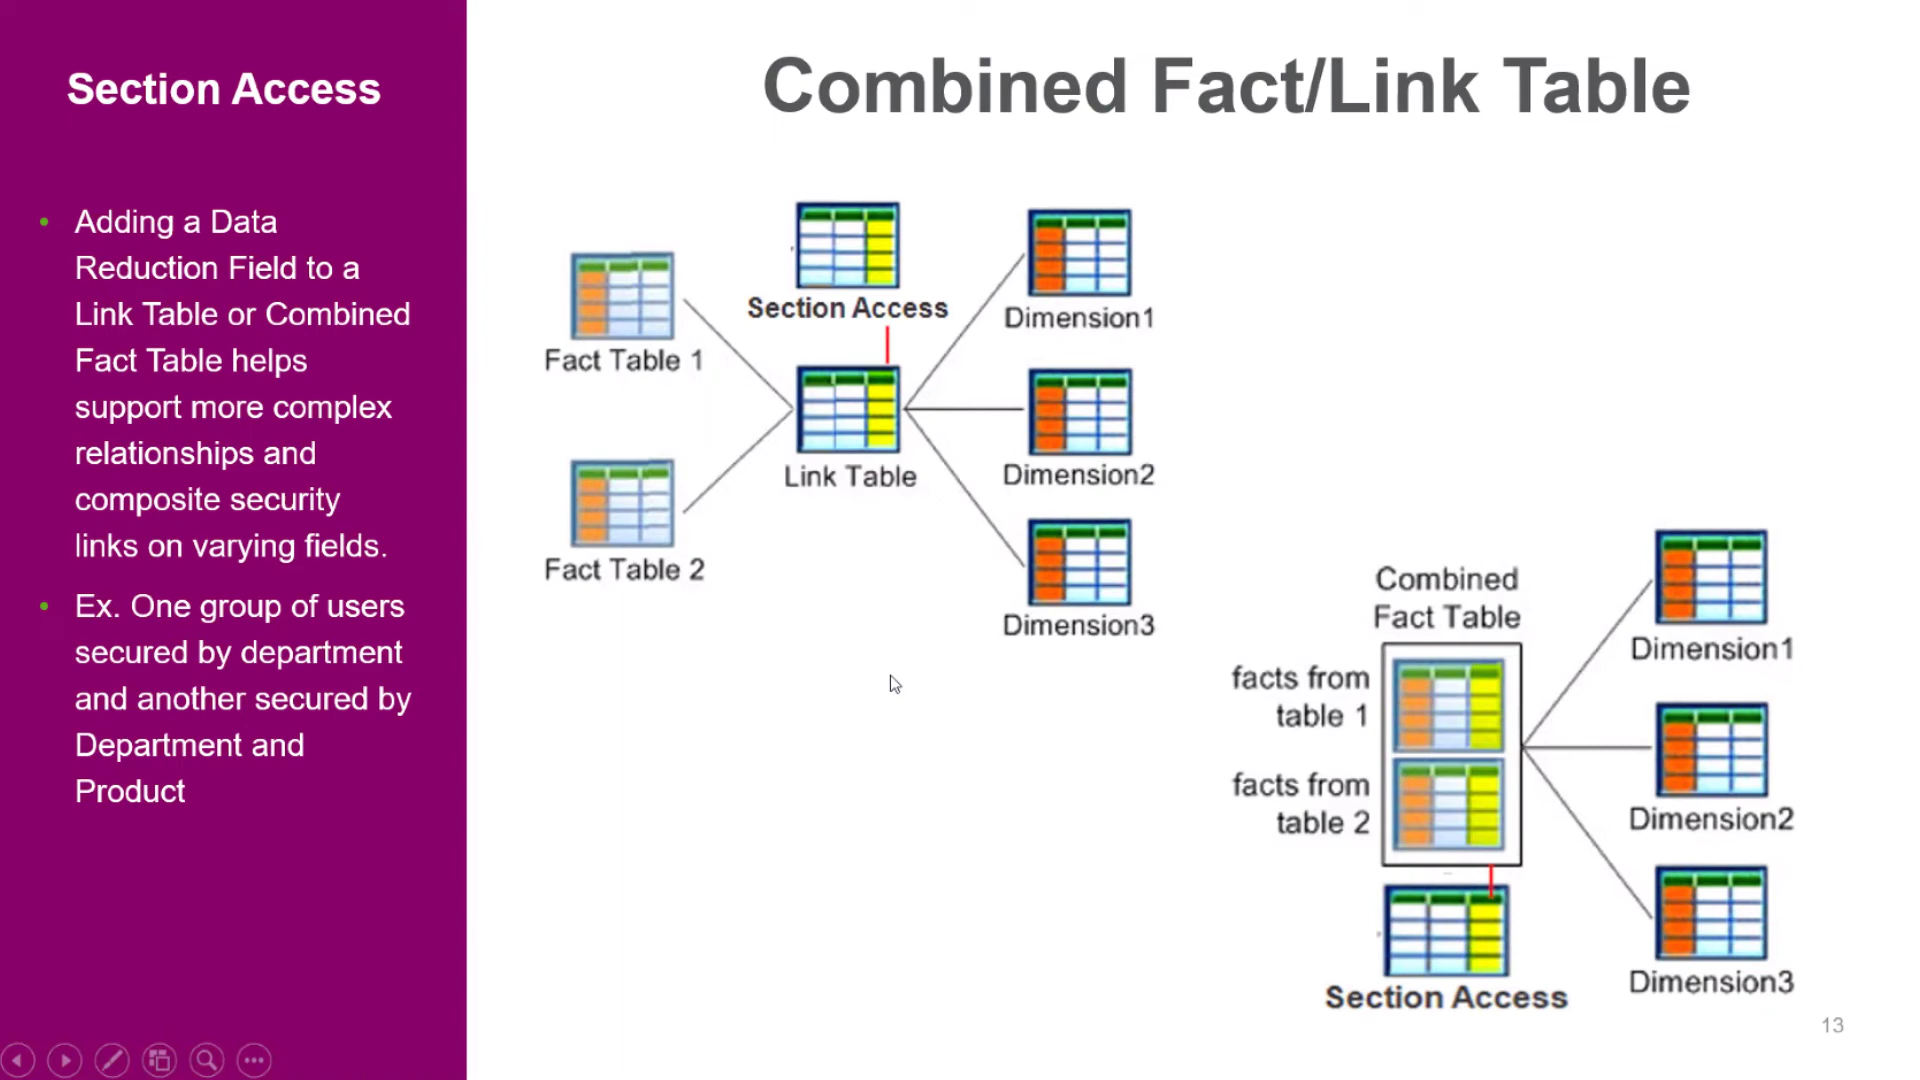 Section Access
• Adding a Data
Reduction Field to a
Link Table or Combined
Fact Table helps
support more complex
relationships and
composite security
links on varying fields.
• Ex. One group of users
secured by department
and another secured by
Department and
Product
Combined Fact/Link Table
Fact Table 1
Fact Table 2
Section Access
Link Table
Dimension1
Dimension2
Dimension3
Combined
Fact Table
facts from
table 1
facts from
table 2
Section Access
Dimension1
Dimension2
Dimension3
13